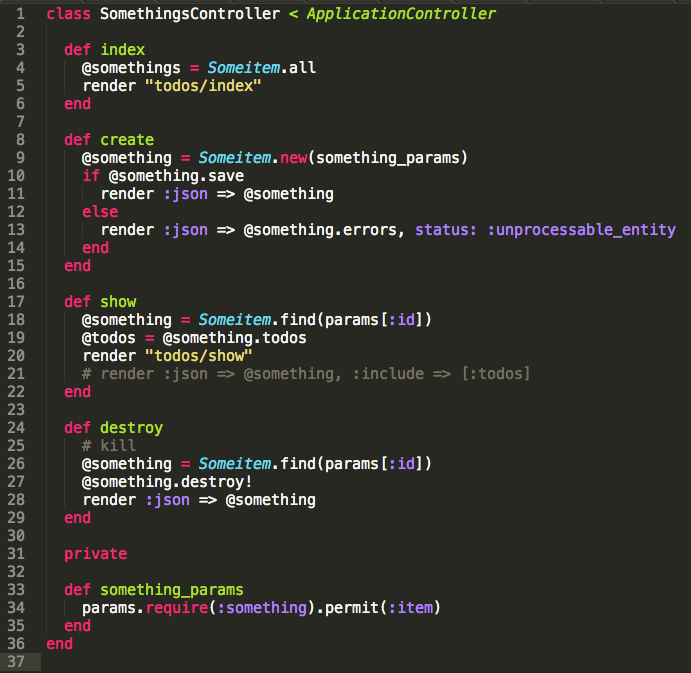 1 class SomethingsController < ApplicationController
2
3   def index
4     @somethings = Someitem.all
5     render "todos/index"
6   end
7
8   def create
9     @something = Someitem.new(something_params)
10     if @something.save
11       render :json => @something
12     else
13       render :json => @something.errors, status: :unprocessable_entity
14     end
15   end
16
17   def show
18     @something = Someitem.find(params[:id])
19     @todos = @something.todos
20     render "todos/show"
21     # render :json => @something, :include => [:todos]
22   end
23
24   def destroy
25     # kill
26     @something = Someitem.find(params[:id])
27     @something.destroy!
28     render :json => @something
29   end
30
31   private
32
33   def something_params
34     params.require(:something).permit(:item)
35   end
36 end
37